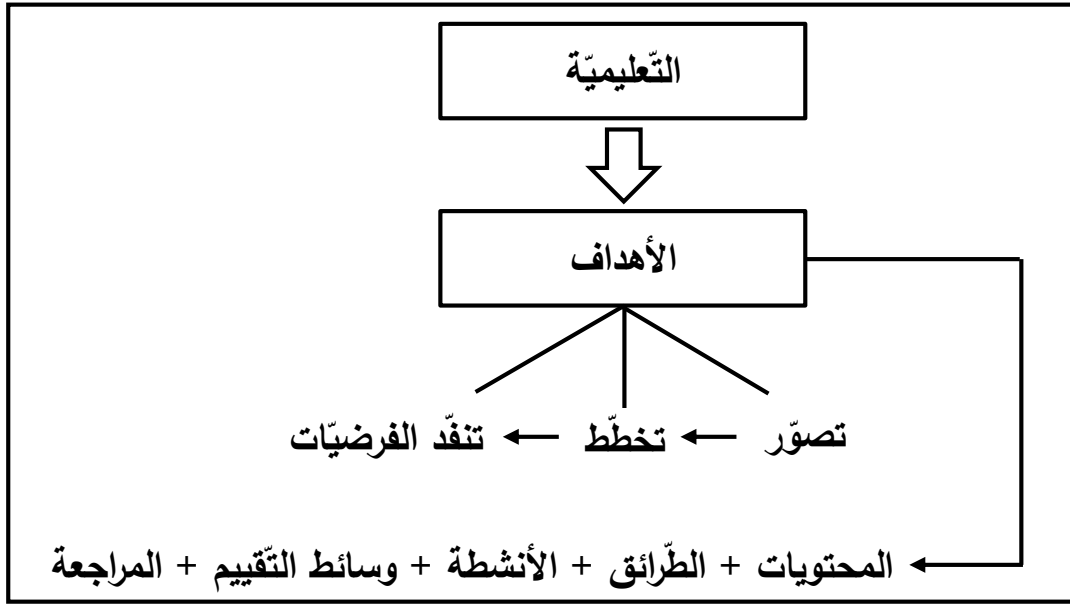 التّعليميّة
الأهداف
تصوّر تخطّط تنفّد الفرضيّات
المحتويات + الطّرائق + الأنشطة + وسائط التّقييم + المراجعة